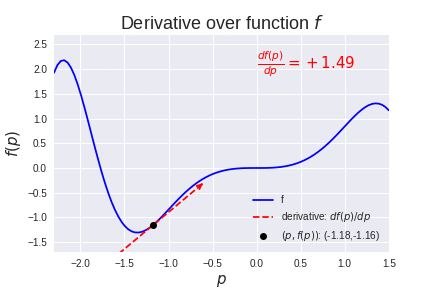 Derivative over function f
df(p)/dp = +1.49
f(p)
2.5
2.0
1.5
1.0
0.5
0.0
−0.5
−1.0
−1.5
f
derivative: df(p)/dp
(p, f(p)): (-1.18,-1.16)
−2.0 −1.5 −1.0 −0.5 0.0 0.5 1.0 1.5
p